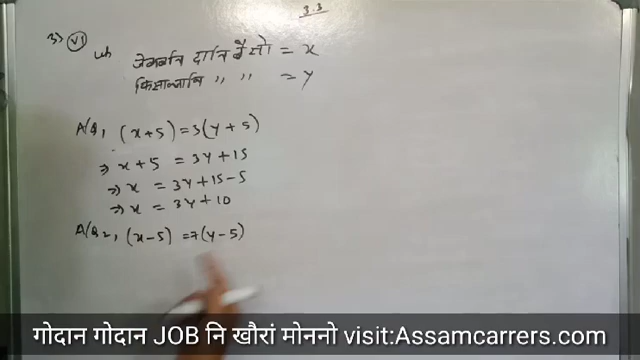 3.3
3) (vi)
जेखबाव दानि बैसो = x
" " = y
A/Q₁ (x+5)=3(y+5)
⇒ x+5 = 3y+15
⇒ x = 3y+15-5
⇒ x = 3y+10
A/Q₂, (x-5) =7(y-5)
गोदान गोदान JOB नि खौरां मोननो visit:Assamcarrers.com